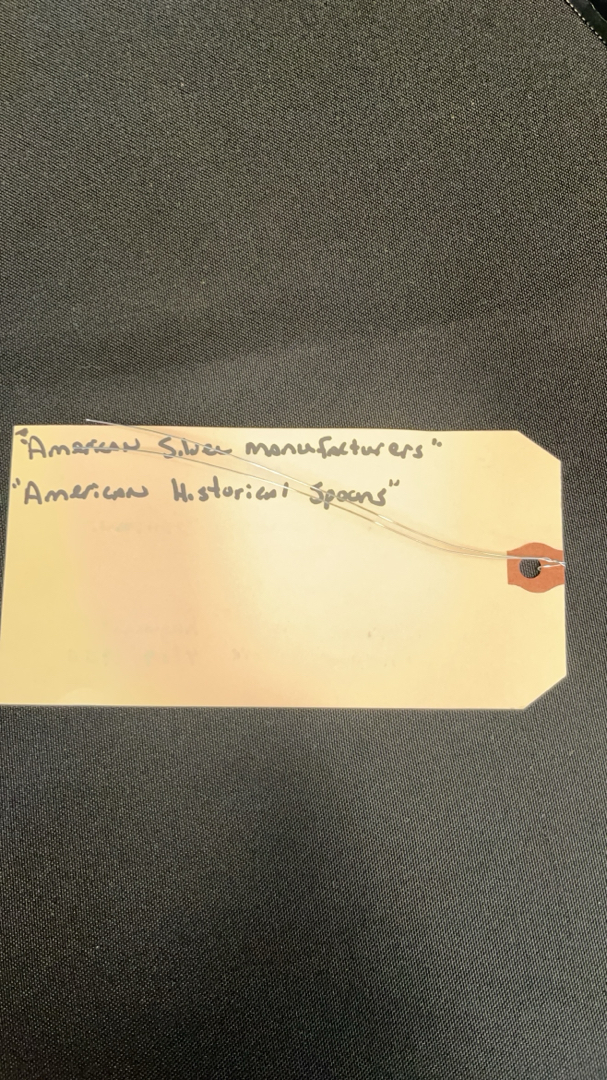 "American Silver manufacturers"
"American Historical Spoons"